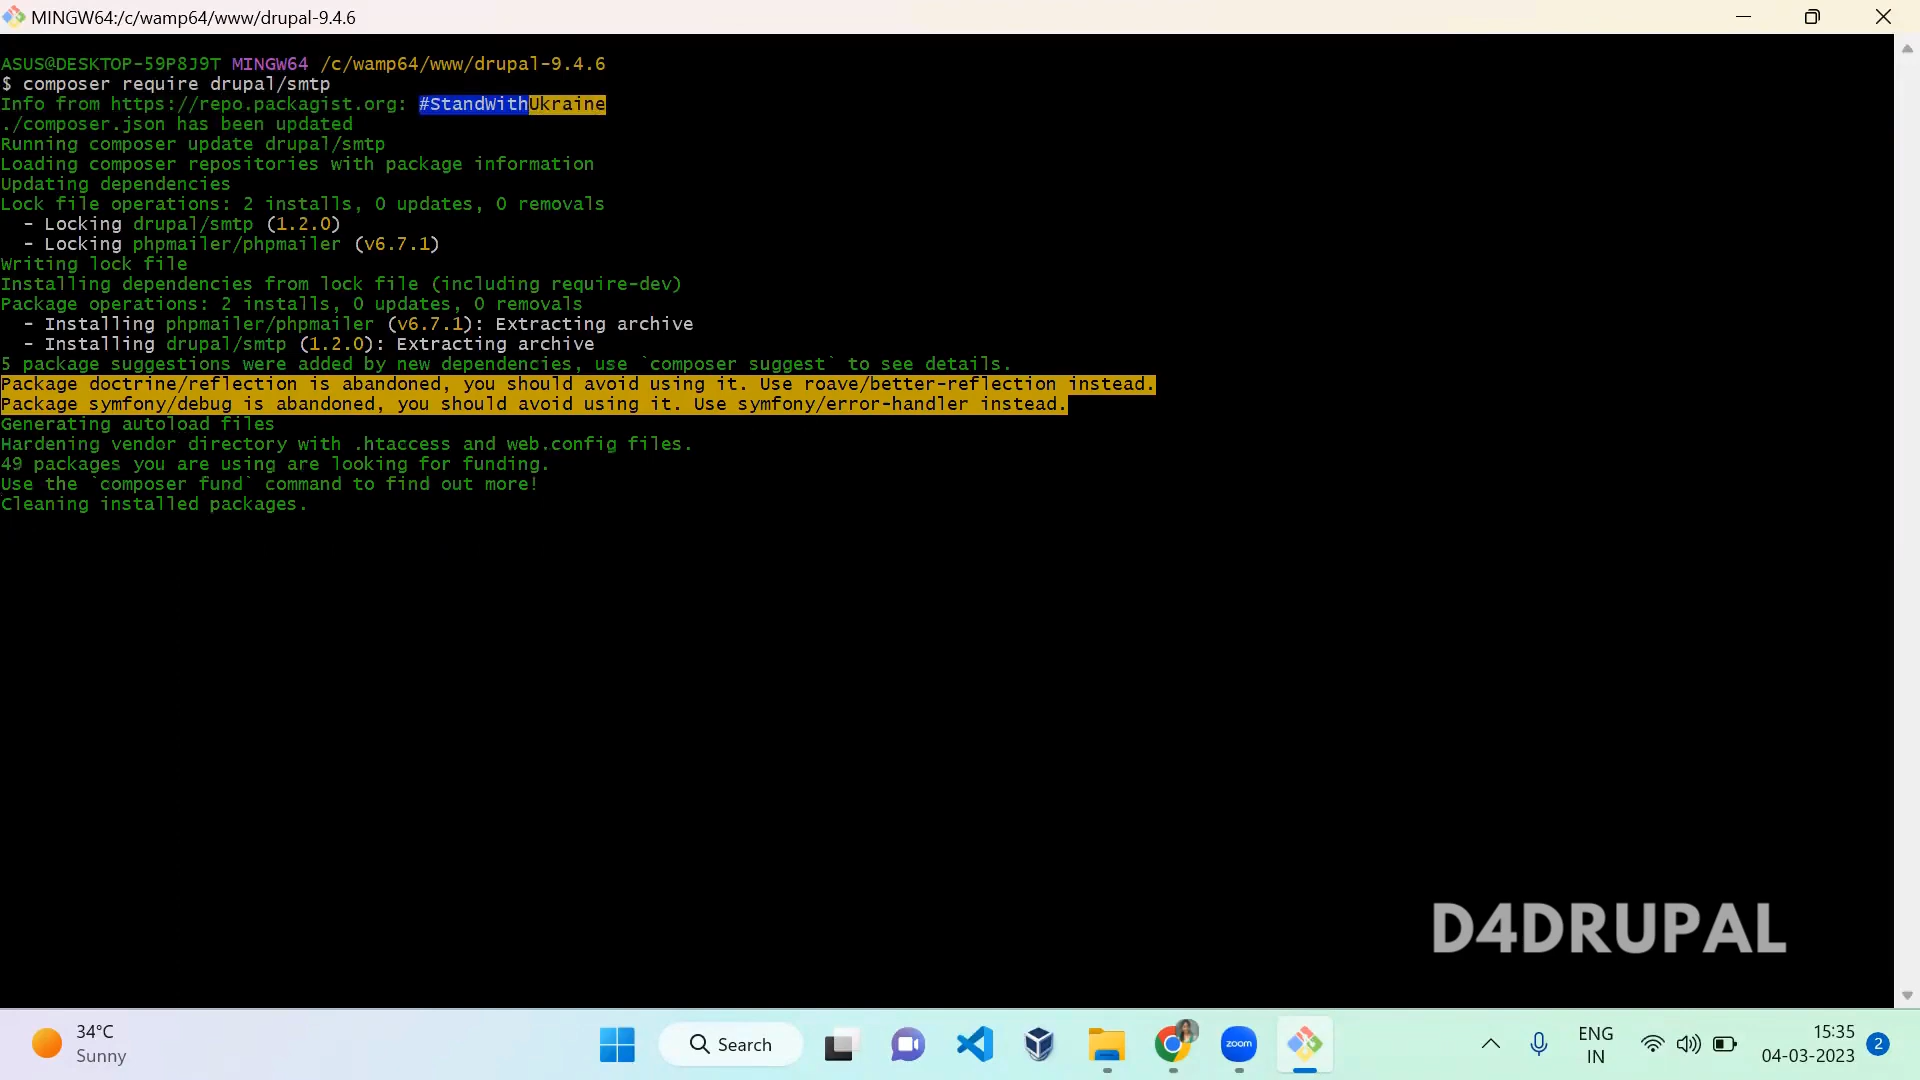 MINGW64:/c/wamp64/www/drupal-9.4.6
ASUS@DESKTOP-59P8J9T MINGW64 /c/wamp64/www/drupal-9.4.6
$ composer require drupal/smtp
Info from https://repo.packagist.org: #StandWithUkraine
./composer.json has been updated
Running composer update drupal/smtp
Loading composer repositories with package information
Updating dependencies
Lock file operations: 2 installs, 0 updates, 0 removals
  - Locking drupal/smtp (1.2.0)
  - Locking phpmailer/phpmailer (v6.7.1)
Writing lock file
Installing dependencies from lock file (including require-dev)
Package operations: 2 installs, 0 updates, 0 removals
  - Installing phpmailer/phpmailer (v6.7.1): Extracting archive
  - Installing drupal/smtp (1.2.0): Extracting archive
5 package suggestions were added by new dependencies, use `composer suggest` to see details.
Package doctrine/reflection is abandoned, you should avoid using it. Use roave/better-reflection instead.
Package symfony/debug is abandoned, you should avoid using it. Use symfony/error-handler instead.
Generating autoload files
Hardening vendor directory with .htaccess and web.config files.
49 packages you are using are looking for funding.
Use the `composer fund` command to find out more!
Cleaning installed packages.
D4DRUPAL
34°C
Sunny
Search
zoom
ENG
IN
15:35
04-03-2023
2